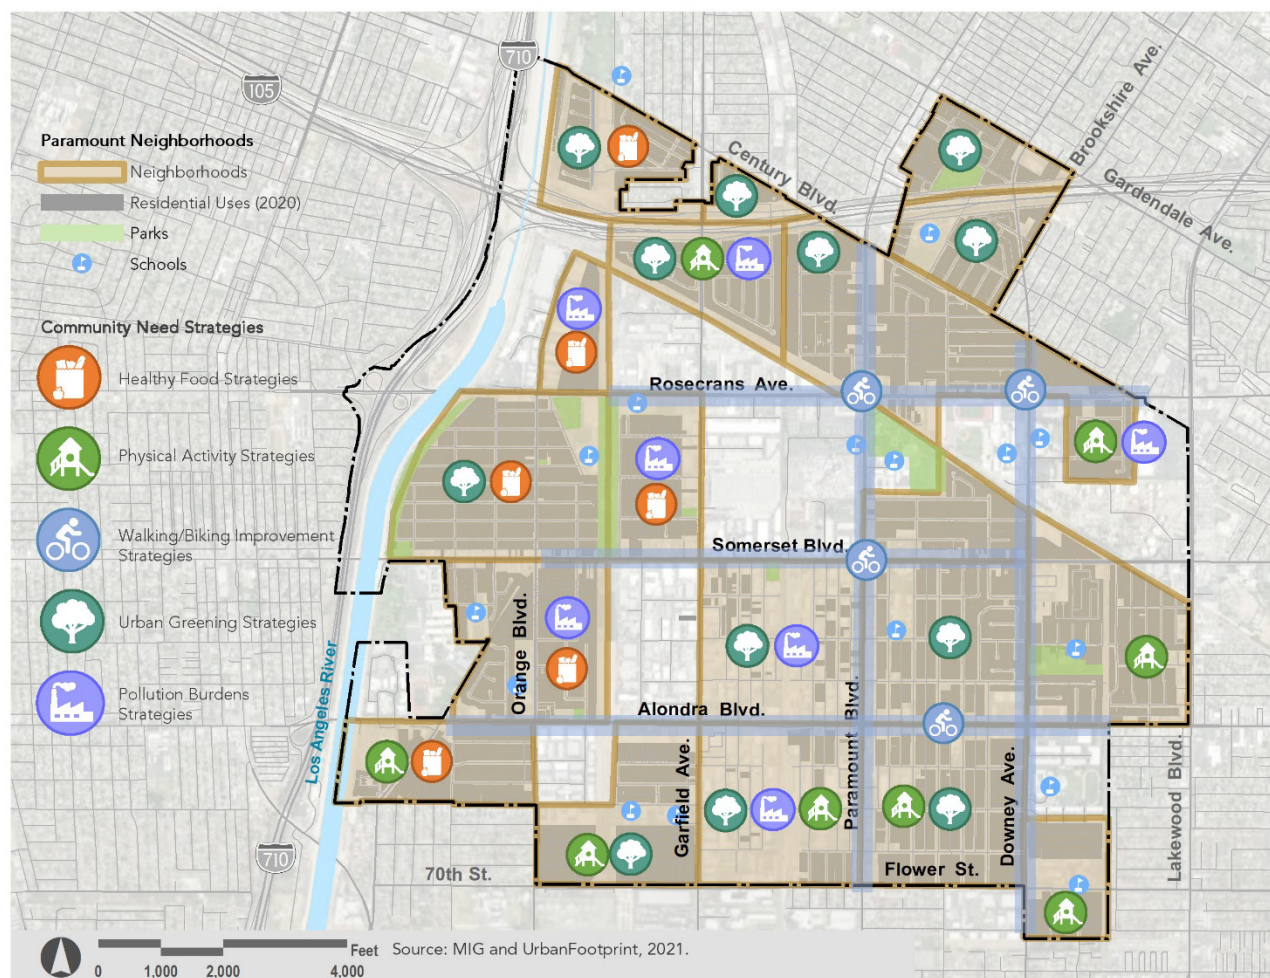 710
105
Paramount Neighborhoods
Neighborhoods
Residential Uses (2020)
Parks
Schools
Community Need Strategies
Healthy Food Strategies
Physical Activity Strategies
Walking/Biking Improvement
Strategies
Urban Greening Strategies
Pollution Burdens
Strategies
Century Blvd.
Brookshire Ave.
Gardendale Ave.
Rosecrans Ave.
Somerset Blvd.
Orange Blvd.
Alondra Blvd.
Los Angeles River
Garfield Ave.
Paramount Blvd.
Downey Ave.
Lakewood Blvd.
710
70th St.
Flower St.
Feet
0 1,000 2,000 4,000
Source: MIG and UrbanFootprint, 2021.